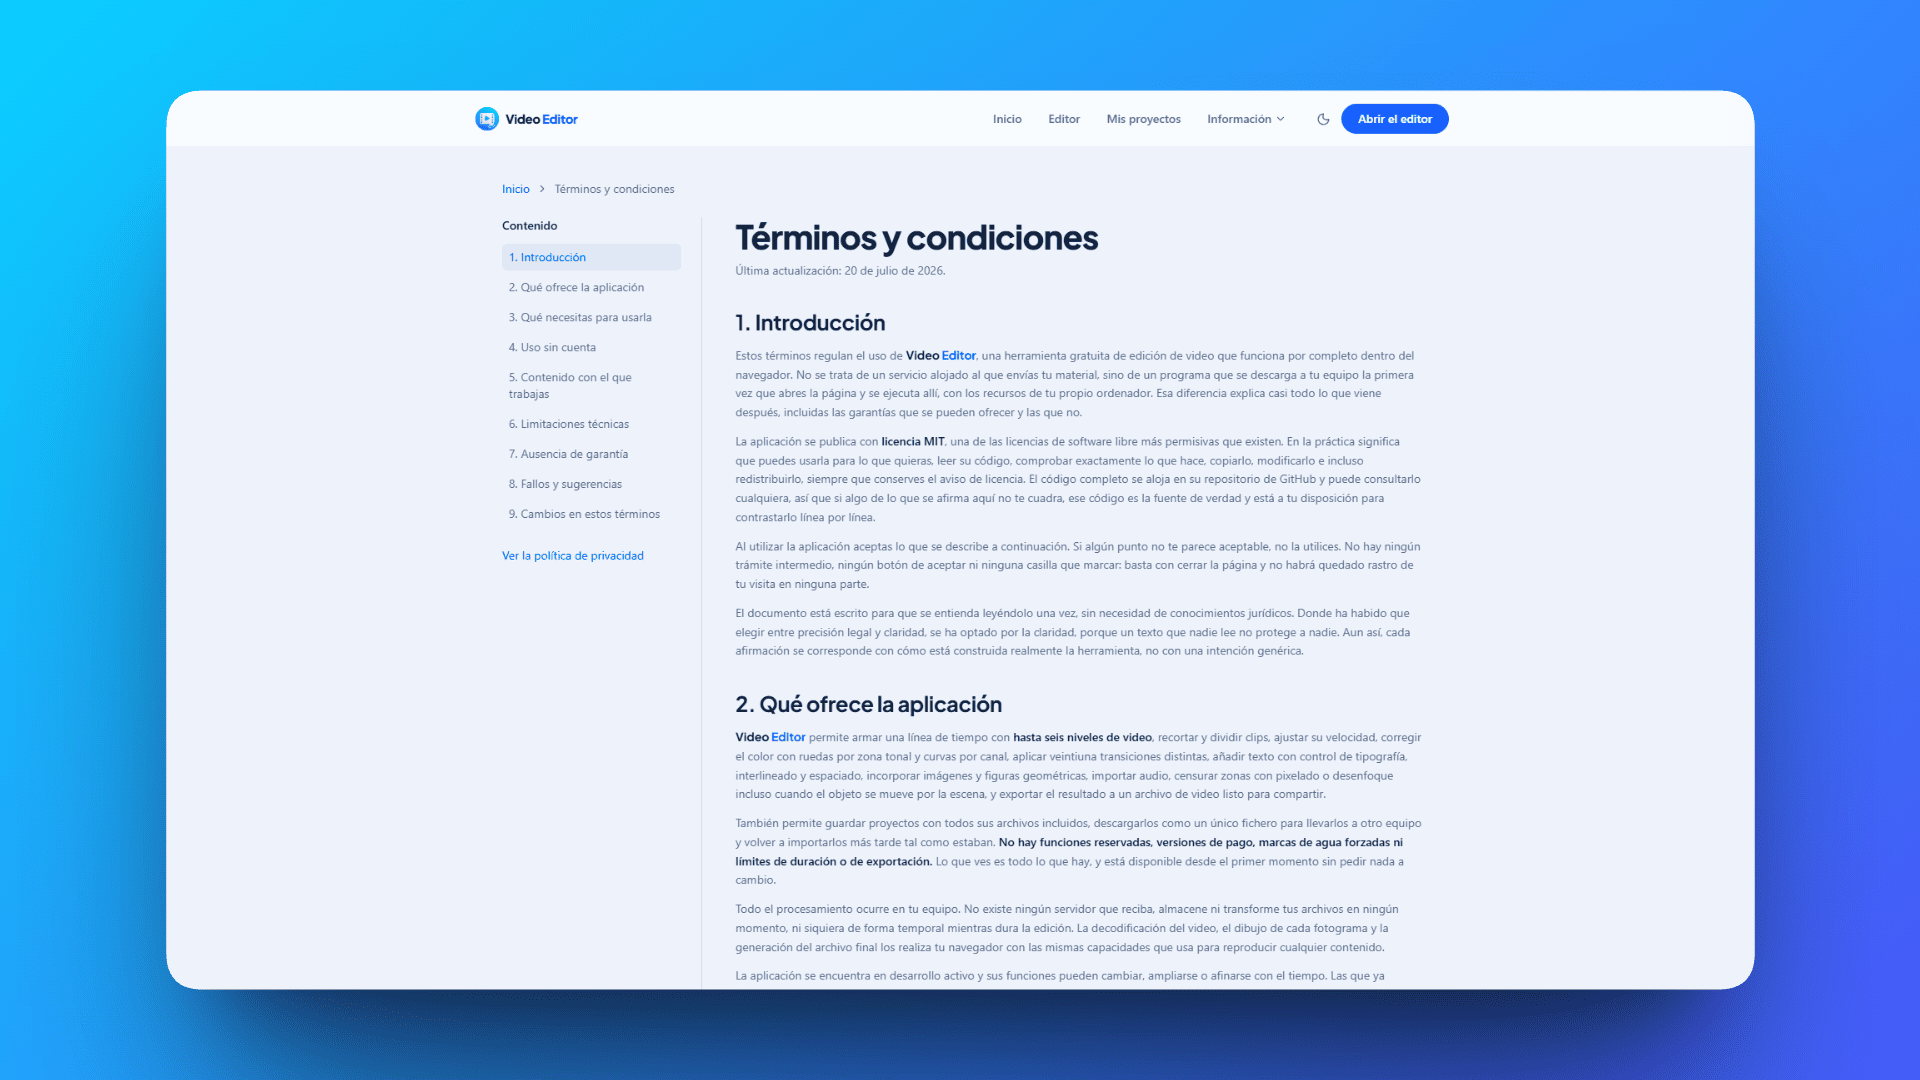 Video Editor
Inicio
Editor
Mis proyectos
Información
Abrir el editor
Inicio > Términos y condiciones
Contenido
1. Introducción
2. Qué ofrece la aplicación
3. Qué necesitas para usarla
4. Uso sin cuenta
5. Contenido con el que
trabajas
6. Limitaciones técnicas
7. Ausencia de garantía
8. Fallos y sugerencias
9. Cambios en estos términos
Ver la política de privacidad
Términos y condiciones
Última actualización: 20 de julio de 2026.
1. Introducción
Estos términos regulan el uso de Video Editor, una herramienta gratuita de edición de video que funciona por completo dentro del
navegador. No se trata de un servicio alojado al que envías tu material, sino de un programa que se descarga a tu equipo la primera
vez que abres la página y se ejecuta allí, con los recursos de tu propio ordenador. Esa diferencia explica casi todo lo que viene
después, incluidas las garantías que se pueden ofrecer y las que no.
La aplicación se publica con licencia MIT, una de las licencias de software libre más permisivas que existen. En la práctica significa
que puedes usarla para lo que quieras, leer su código, comprobar exactamente lo que hace, copiarlo, modificarlo e incluso
redistribuirlo, siempre que conserves el aviso de licencia. El código completo se aloja en su repositorio de GitHub y puede consultarlo
cualquiera, así que si algo de lo que se afirma aquí no te cuadra, ese código es la fuente de verdad y está a tu disposición para
contrastarlo línea por línea.
Al utilizar la aplicación aceptas lo que se describe a continuación. Si algún punto no te parece aceptable, no la utilices. No hay ningún
trámite intermedio, ningún botón de aceptar ni ninguna casilla que marcar: basta con cerrar la página y no habrá quedado rastro de
tu visita en ninguna parte.
El documento está escrito para que se entienda leyéndolo una vez, sin necesidad de conocimientos jurídicos. Donde ha habido que
elegir entre precisión legal y claridad, se ha optado por la claridad, porque un texto que nadie lee no protege a nadie. Aun así, cada
afirmación se corresponde con cómo está construida realmente la herramienta, no con una intención genérica.
2. Qué ofrece la aplicación
Video Editor permite armar una línea de tiempo con hasta seis niveles de video, recortar y dividir clips, ajustar su velocidad, corregir
el color con ruedas por zona tonal y curvas por canal, aplicar veintiuna transiciones distintas, añadir texto con control de tipografía,
interlineado y espaciado, incorporar imágenes y figuras geométricas, importar audio, censurar zonas con pixelado o desenfoque
incluso cuando el objeto se mueve por la escena, y exportar el resultado a un archivo de video listo para compartir.
También permite guardar proyectos con todos sus archivos incluidos, descargarlos como un único fichero para llevarlos a otro equipo
y volver a importarlos más tarde tal como estaban. No hay funciones reservadas, versiones de pago, marcas de agua forzadas ni
límites de duración o de exportación. Lo que ves es todo lo que hay, y está disponible desde el primer momento sin pedir nada a
cambio.
Todo el procesamiento ocurre en tu equipo. No existe ningún servidor que reciba, almacene ni transforme tus archivos en ningún
momento, ni siquiera de forma temporal mientras dura la edición. La decodificación del video, el dibujo de cada fotograma y la
generación del archivo final los realiza tu navegador con las mismas capacidades que usa para reproducir cualquier contenido.
La aplicación se encuentra en desarrollo activo y sus funciones pueden cambiar, ampliarse o afinarse con el tiempo. Las que ya